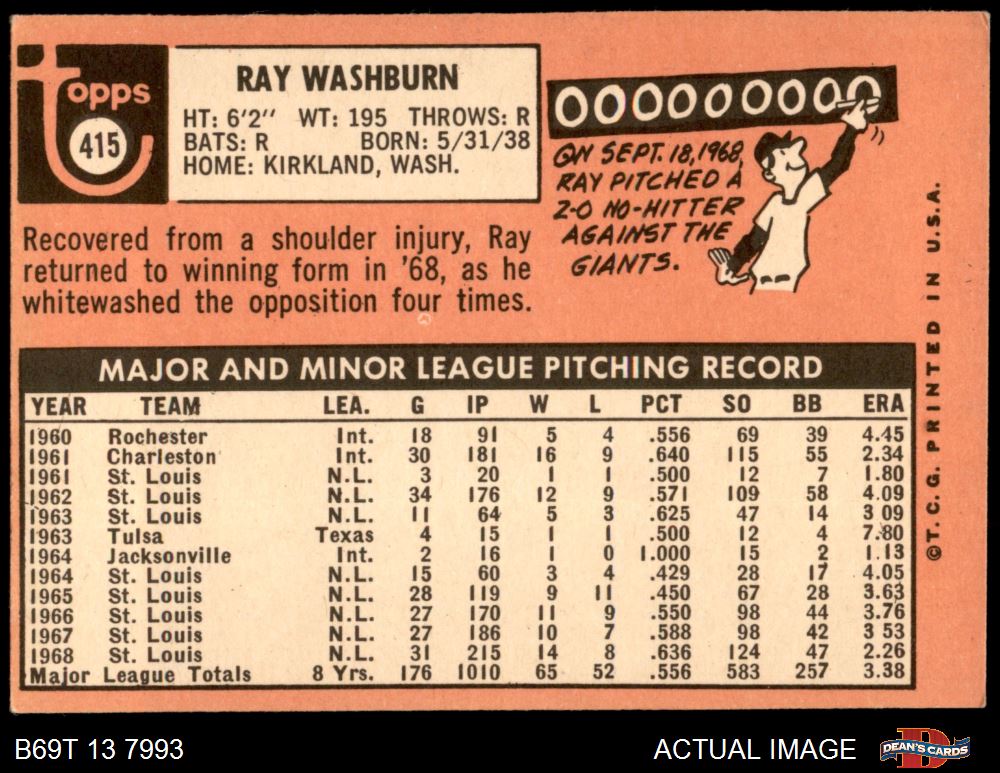 Topps
415
RAY WASHBURN
HT: 6'2" WT: 195 THROWS: R
BATS: R BORN: 5/31/38
HOME: KIRKLAND, WASH.
OOOOOOOOO
ON SEPT. 18, 1968,
RAY PITCHED A
2-0 NO-HITTER
AGAINST THE
GIANTS.
Recovered from a shoulder injury, Ray
returned to winning form in '68, as he
whitewashed the opposition four times.
MAJOR AND MINOR LEAGUE PITCHING RECORD
YEAR TEAM LEA. G IP W L PCT SO BB ERA
1960 Rochester Int. 18 91 5 4 .556 69 39 4.45
1961 Charleston Int. 30 181 16 9 .640 115 55 2.34
1961 St. Louis N.L. 3 20 1 1 .500 12 7 1.80
1962 St. Louis N.L. 34 176 12 9 .571 109 58 4.09
1963 St. Louis N.L. 11 64 5 3 .625 47 14 3 09
1963 Tulsa Texas 4 15 1 1 .500 12 4 7.80
1964 Jacksonville Int. 2 16 1 0 1.000 15 2 1.13
1964 St. Louis N.L. 15 60 3 4 .429 28 17 4.05
1965 St. Louis N.L. 28 119 9 11 .450 67 28 3.63
1966 St. Louis N.L. 27 170 11 9 .550 98 44 3.76
1967 St. Louis N.L. 27 186 10 7 .588 98 42 3 53
1968 St. Louis N.L. 31 215 14 8 .636 124 47 2.26
Major League Totals 8 Yrs. 176 1010 65 52 .556 583 257 3.38
©T. C. G. PRINTED IN U.S.A.
B69T 13 7993
ACTUAL IMAGE
DEAN'S CARDS